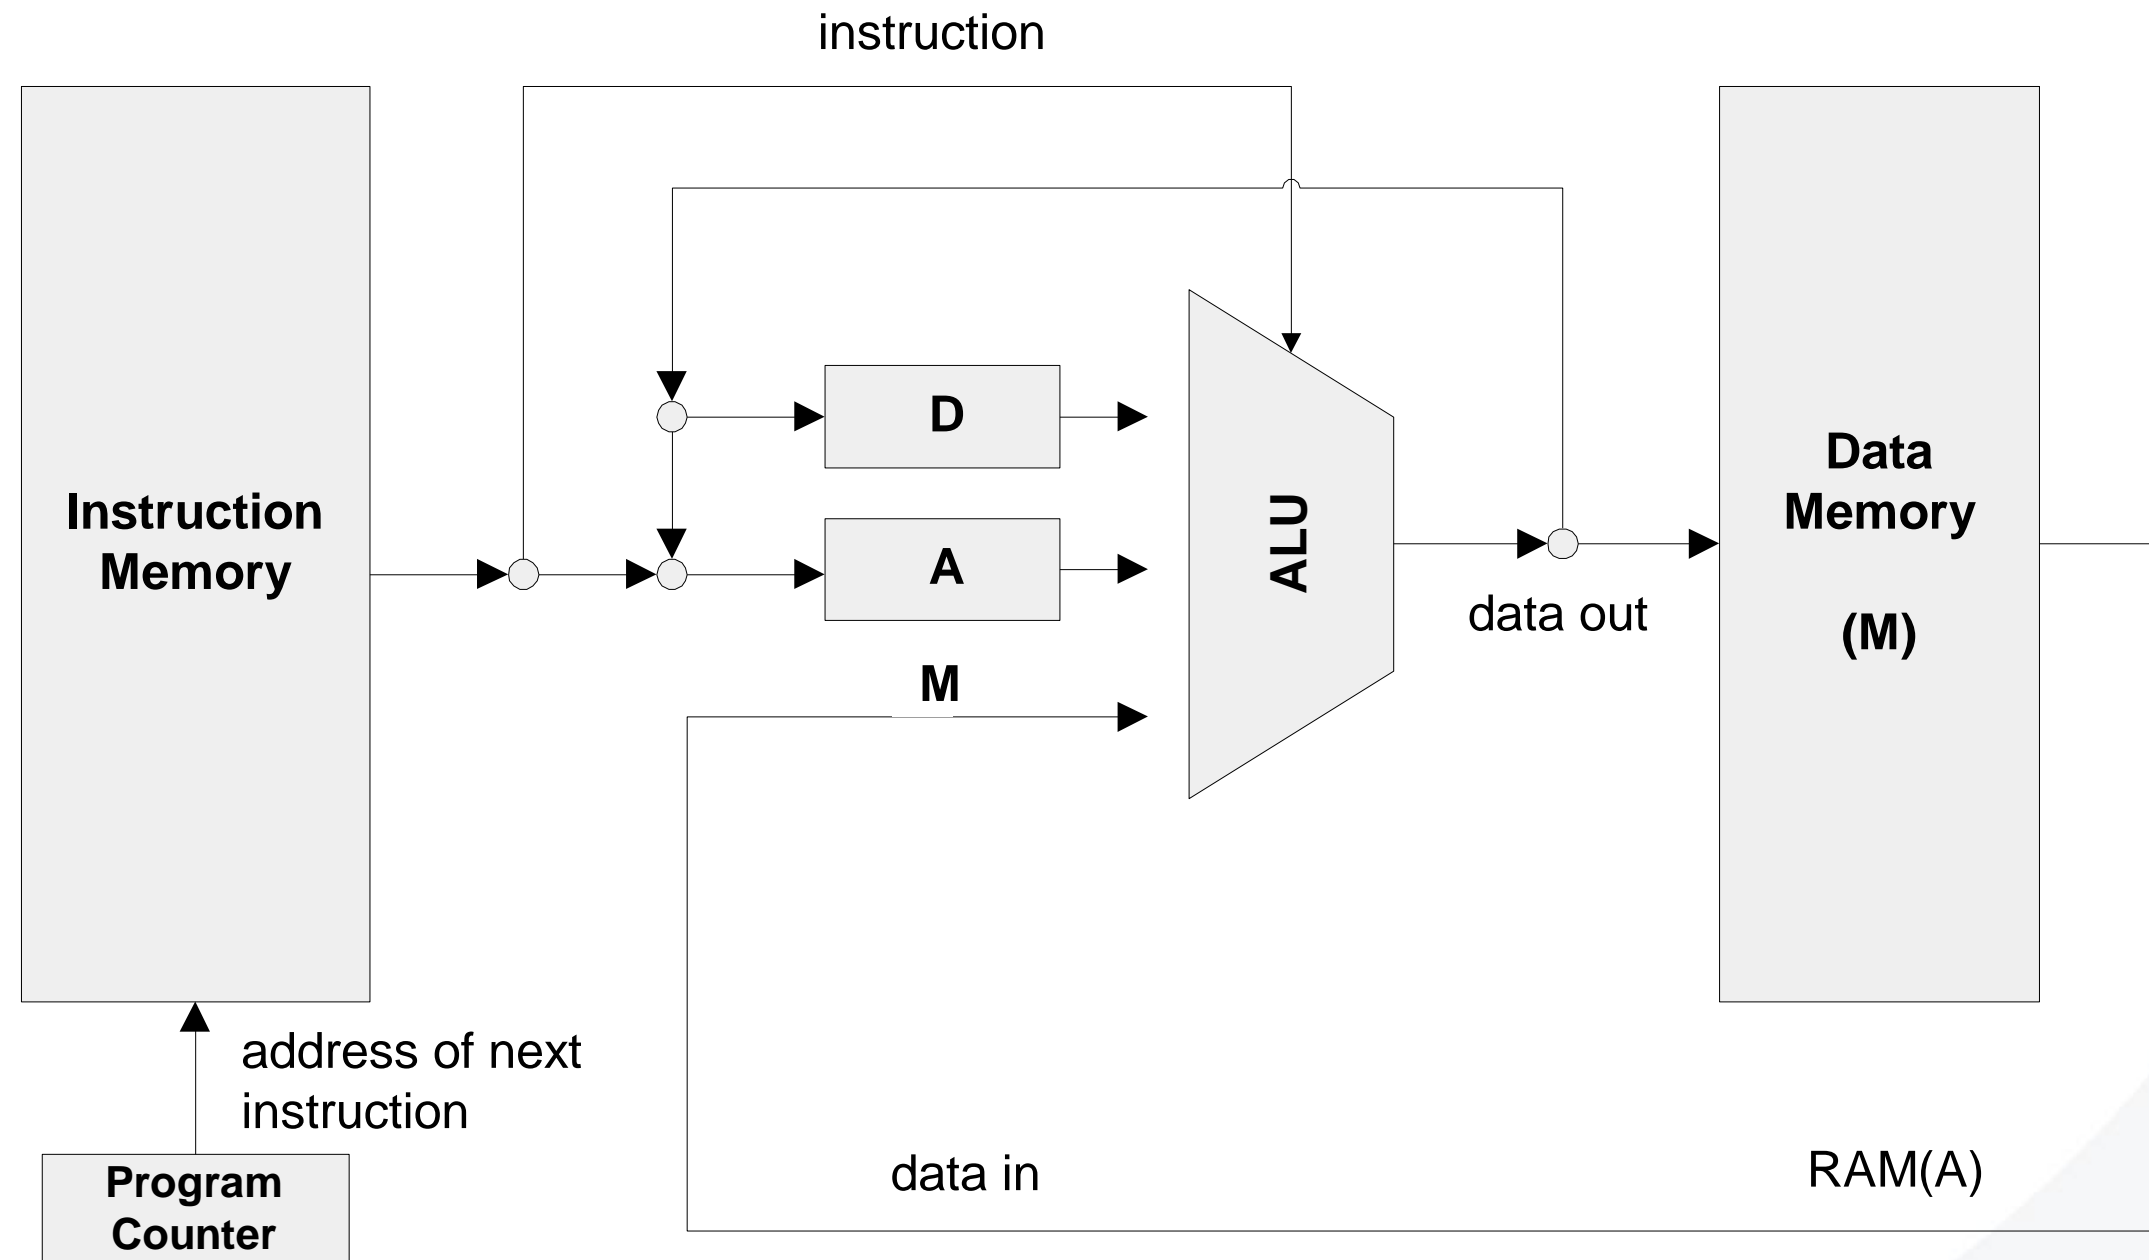 instruction
Instruction
Memory
D
A
M
ALU
data out
Data
Memory
(M)
address of next
instruction
Program
Counter
data in
RAM(A)